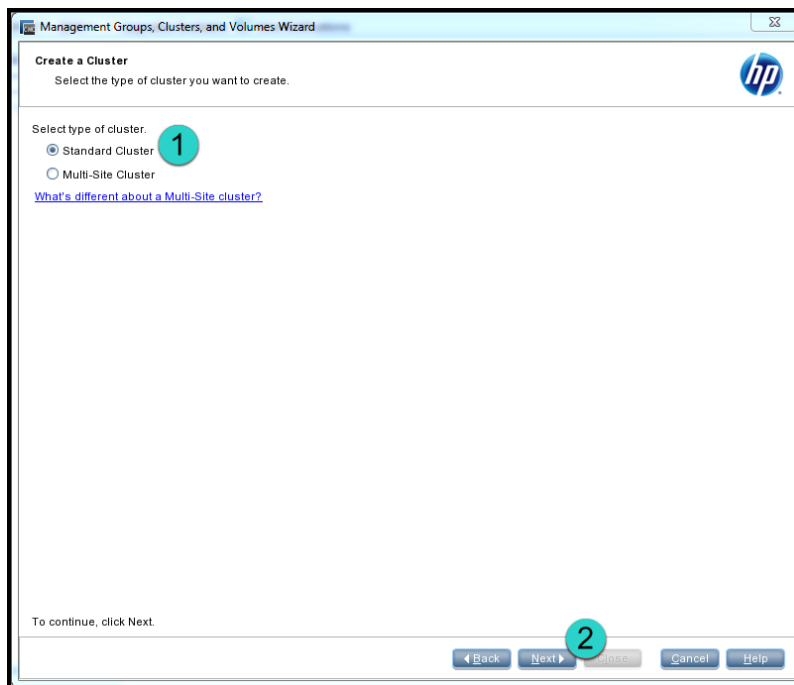 CMC Management Groups, Clusters, and Volumes Wizard
Create a Cluster
Select the type of cluster you want to create.
hp
Select type of cluster.
1
Standard Cluster
Multi-Site Cluster
What's different about a Multi-Site cluster?
To continue, click Next.
2
Back Next Close Cancel Help